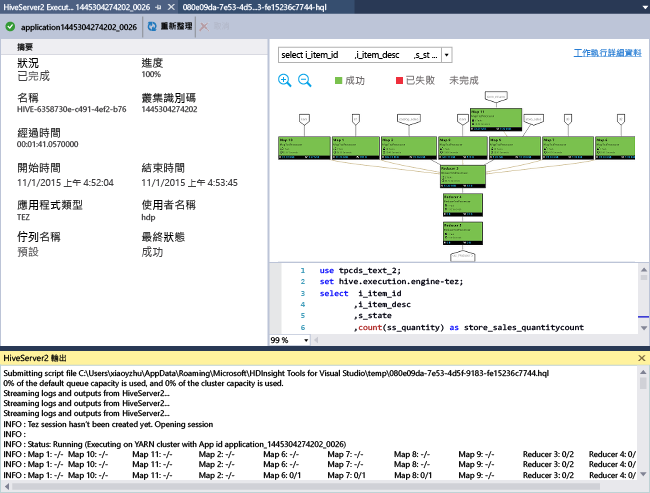 HiveServer2 Execut... 1445304274202_0026
080e09da-7e53-4d5...3-fe15236c7744-hql
application1445304274202_0026
重新整理
摘要
狀況
進度
已完成
100%
名稱
叢集識別碼
HIVE-6358730e-c491-4ef2-b76
1445304274202
經過時間
00:01:41.0570000
開始時間
結束時間
11/1/2015 上午 4:52:04
11/1/2015 上午 4:53:45
應用程式類型
使用者名稱
TEZ
hdp
佇列名稱
最終狀態
預設
成功
select i_item_id ,i_item_desc ,s_st ...
工作執行詳細資料
成功
已失敗
未完成
Map 11
Map 10
Map 1
Map 7
Reducer 3
Reducer 4
1 use tpcds_text_2;
2 set hive.execution.engine-tez;
3 select i_item_id
4 ,i_item_desc
5 ,s_state
6 ,count(ss_quantity) as store_sales_quantitycount
99 %
HiveServer2 輸出
Submitting script file C:\Users\xiaoyzhu\AppData\Roaming\Microsoft\HDInsight Tools for Visual Studio\temp\080e09da-7e53-4d5f-9183-fe15236c7744.hql
0% of the default queue capacity is used, and 0% of the cluster capacity is used.
Streaming logs and outputs from HiveServer2...
Streaming logs and outputs from HiveServer2...
Streaming logs and outputs from HiveServer2...
INFO : Tez session hasn't been created yet. Opening session
INFO :
INFO : Status: Running (Executing on YARN cluster with App id application_1445304274202_0026)
INFO : Map 1: -/- Map 10: -/- Map 11: -/- Map 2: -/- Map 6: -/- Map 7: -/- Map 8: -/- Map 9: -/- Reducer 3: 0/2 Reducer 4: 0/
INFO : Map 1: -/- Map 10: -/- Map 11: -/- Map 2: -/- Map 6: -/- Map 7: -/- Map 8: -/- Map 9: -/- Reducer 3: 0/2 Reducer 4: 0/
INFO : Map 1: -/- Map 10: -/- Map 11: -/- Map 2: -/- Map 6: 0/1 Map 7: 0/1 Map 8: 0/1 Map 9: -/- Reducer 3: 0/2 Reducer 4: 0/